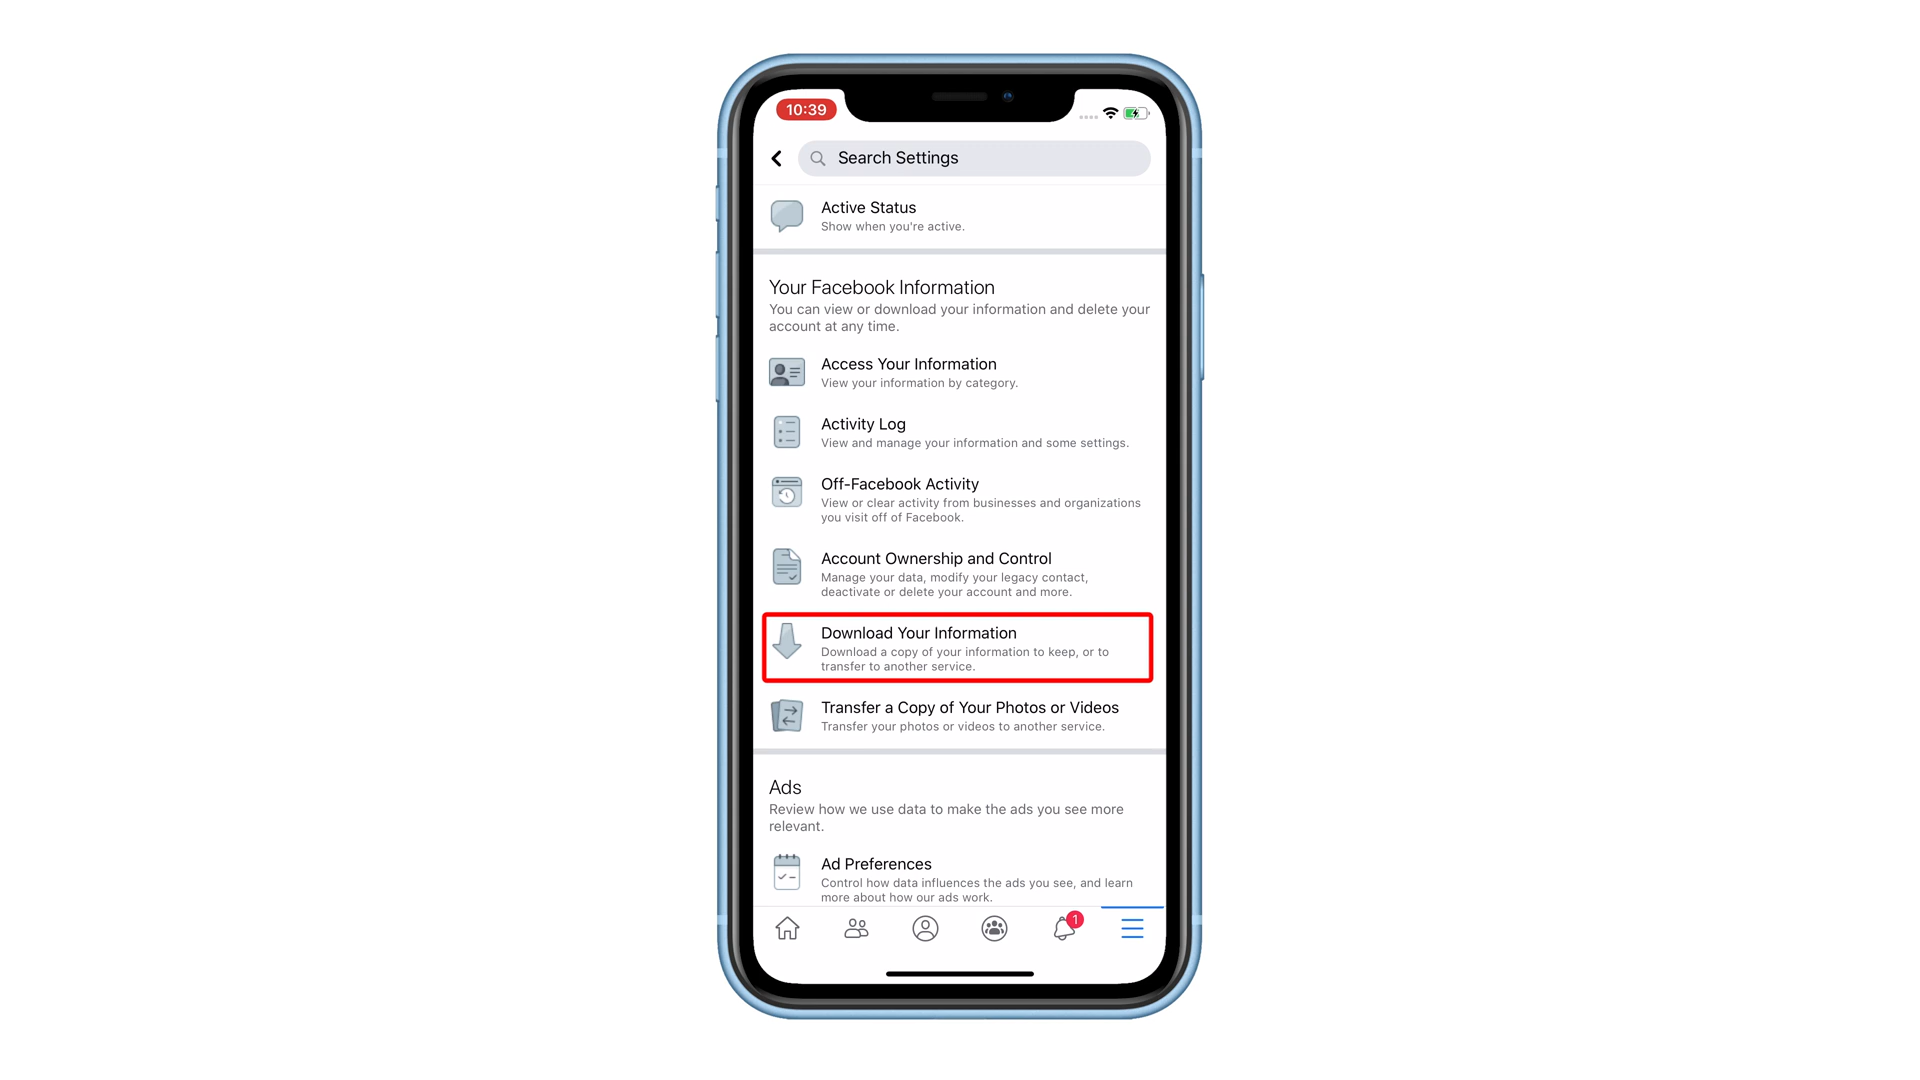 10:39
Search Settings
Active Status
Show when you're active.
Your Facebook Information
You can view or download your information and delete your
account at any time.
Access Your Information
View your information by category.
Activity Log
View and manage your information and some settings.
Off-Facebook Activity
View or clear activity from businesses and organizations
you visit off of Facebook.
Account Ownership and Control
Manage your data, modify your legacy contact,
deactivate or delete your account and more.
Download Your Information
Download a copy of your information to keep, or to
transfer to another service.
Transfer a Copy of Your Photos or Videos
Transfer your photos or videos to another service.
Ads
Review how we use data to make the ads you see more
relevant.
Ad Preferences
Control how data influences the ads you see, and learn
more about how our ads work.
1